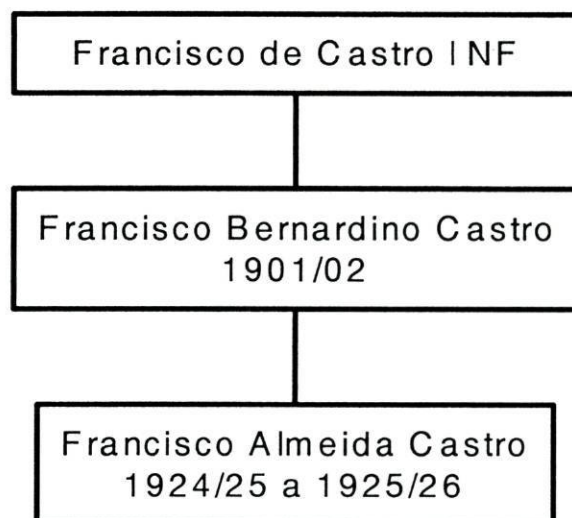 Francisco de Castro INF
Francisco Bernardino Castro
1901/02
Francisco Almeida Castro
1924/25 a 1925/26